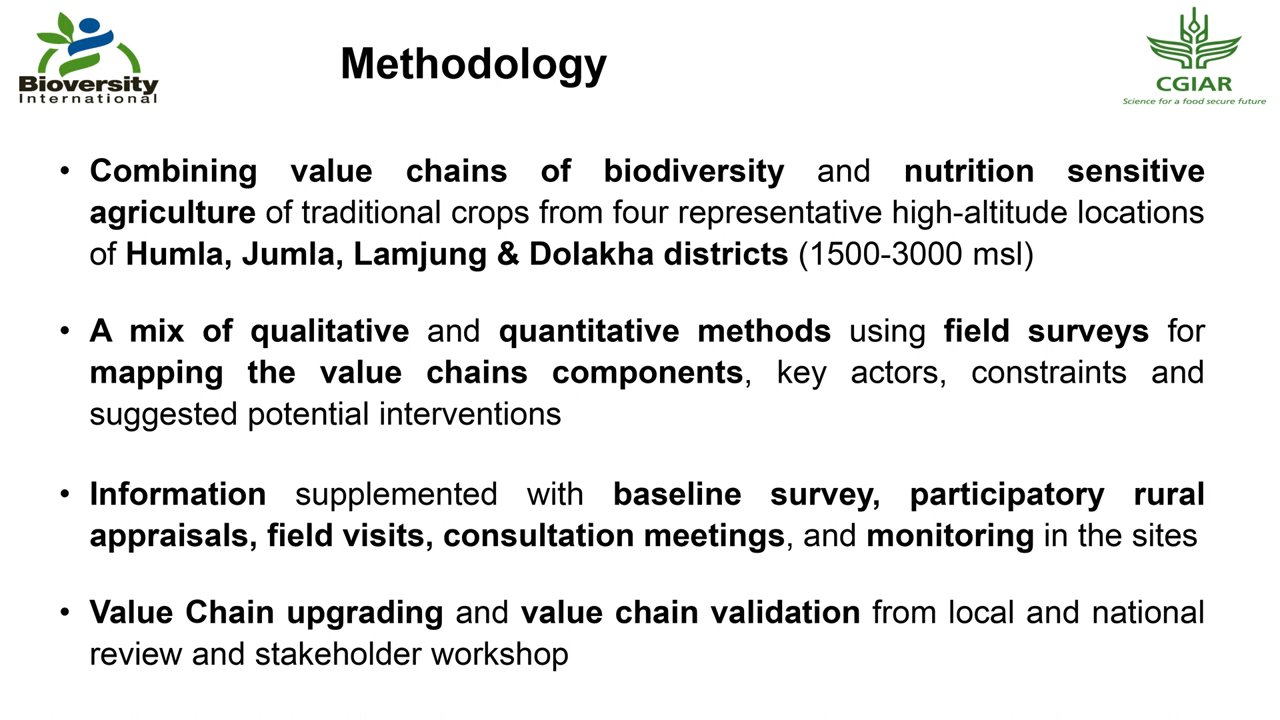 Bioversity
International
Methodology
CGIAR
Science for a food secure future
• Combining value chains of biodiversity and nutrition sensitive
agriculture of traditional crops from four representative high-altitude locations
of Humla, Jumla, Lamjung & Dolakha districts (1500-3000 msl)
• A mix of qualitative and quantitative methods using field surveys for
mapping the value chains components, key actors, constraints and
suggested potential interventions
• Information supplemented with baseline survey, participatory rural
appraisals, field visits, consultation meetings, and monitoring in the sites
• Value Chain upgrading and value chain validation from local and national
review and stakeholder workshop